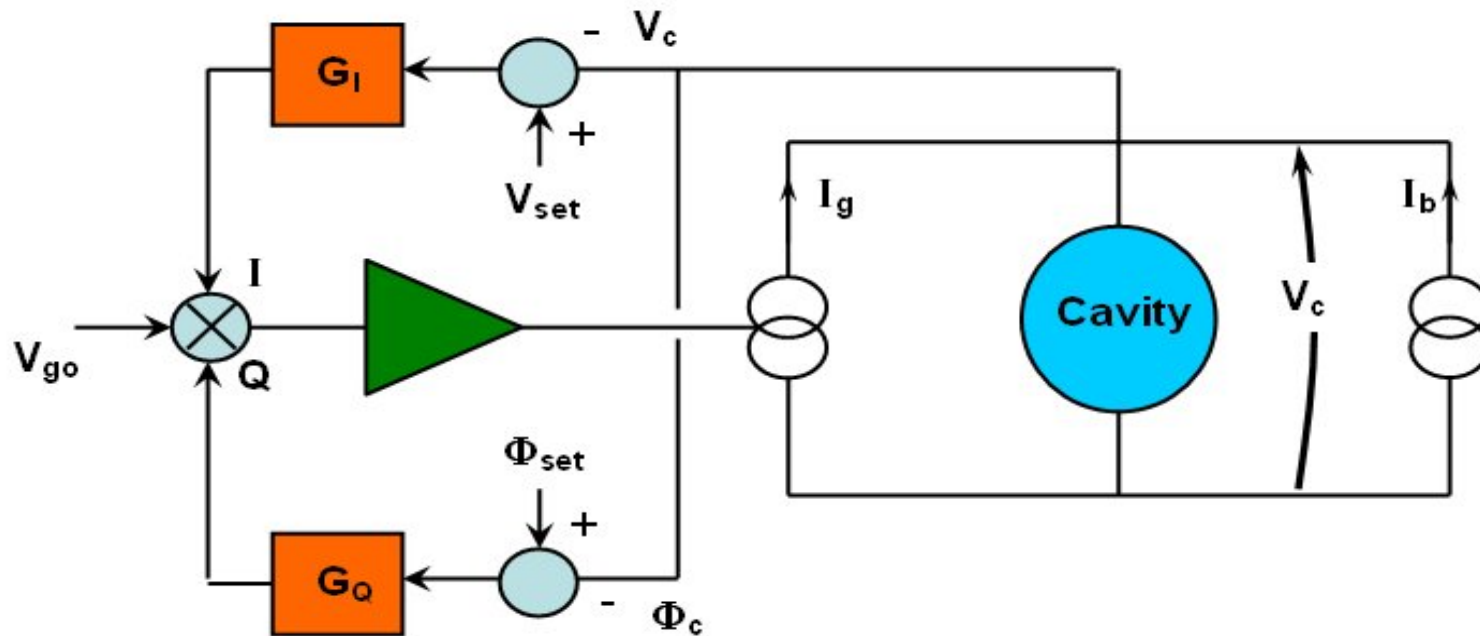 - V_c
G_I
+
V_set
I_g
I_b
I
Cavity
V_c
V_go
Q
Φ_set
+
G_Q
- Φ_c